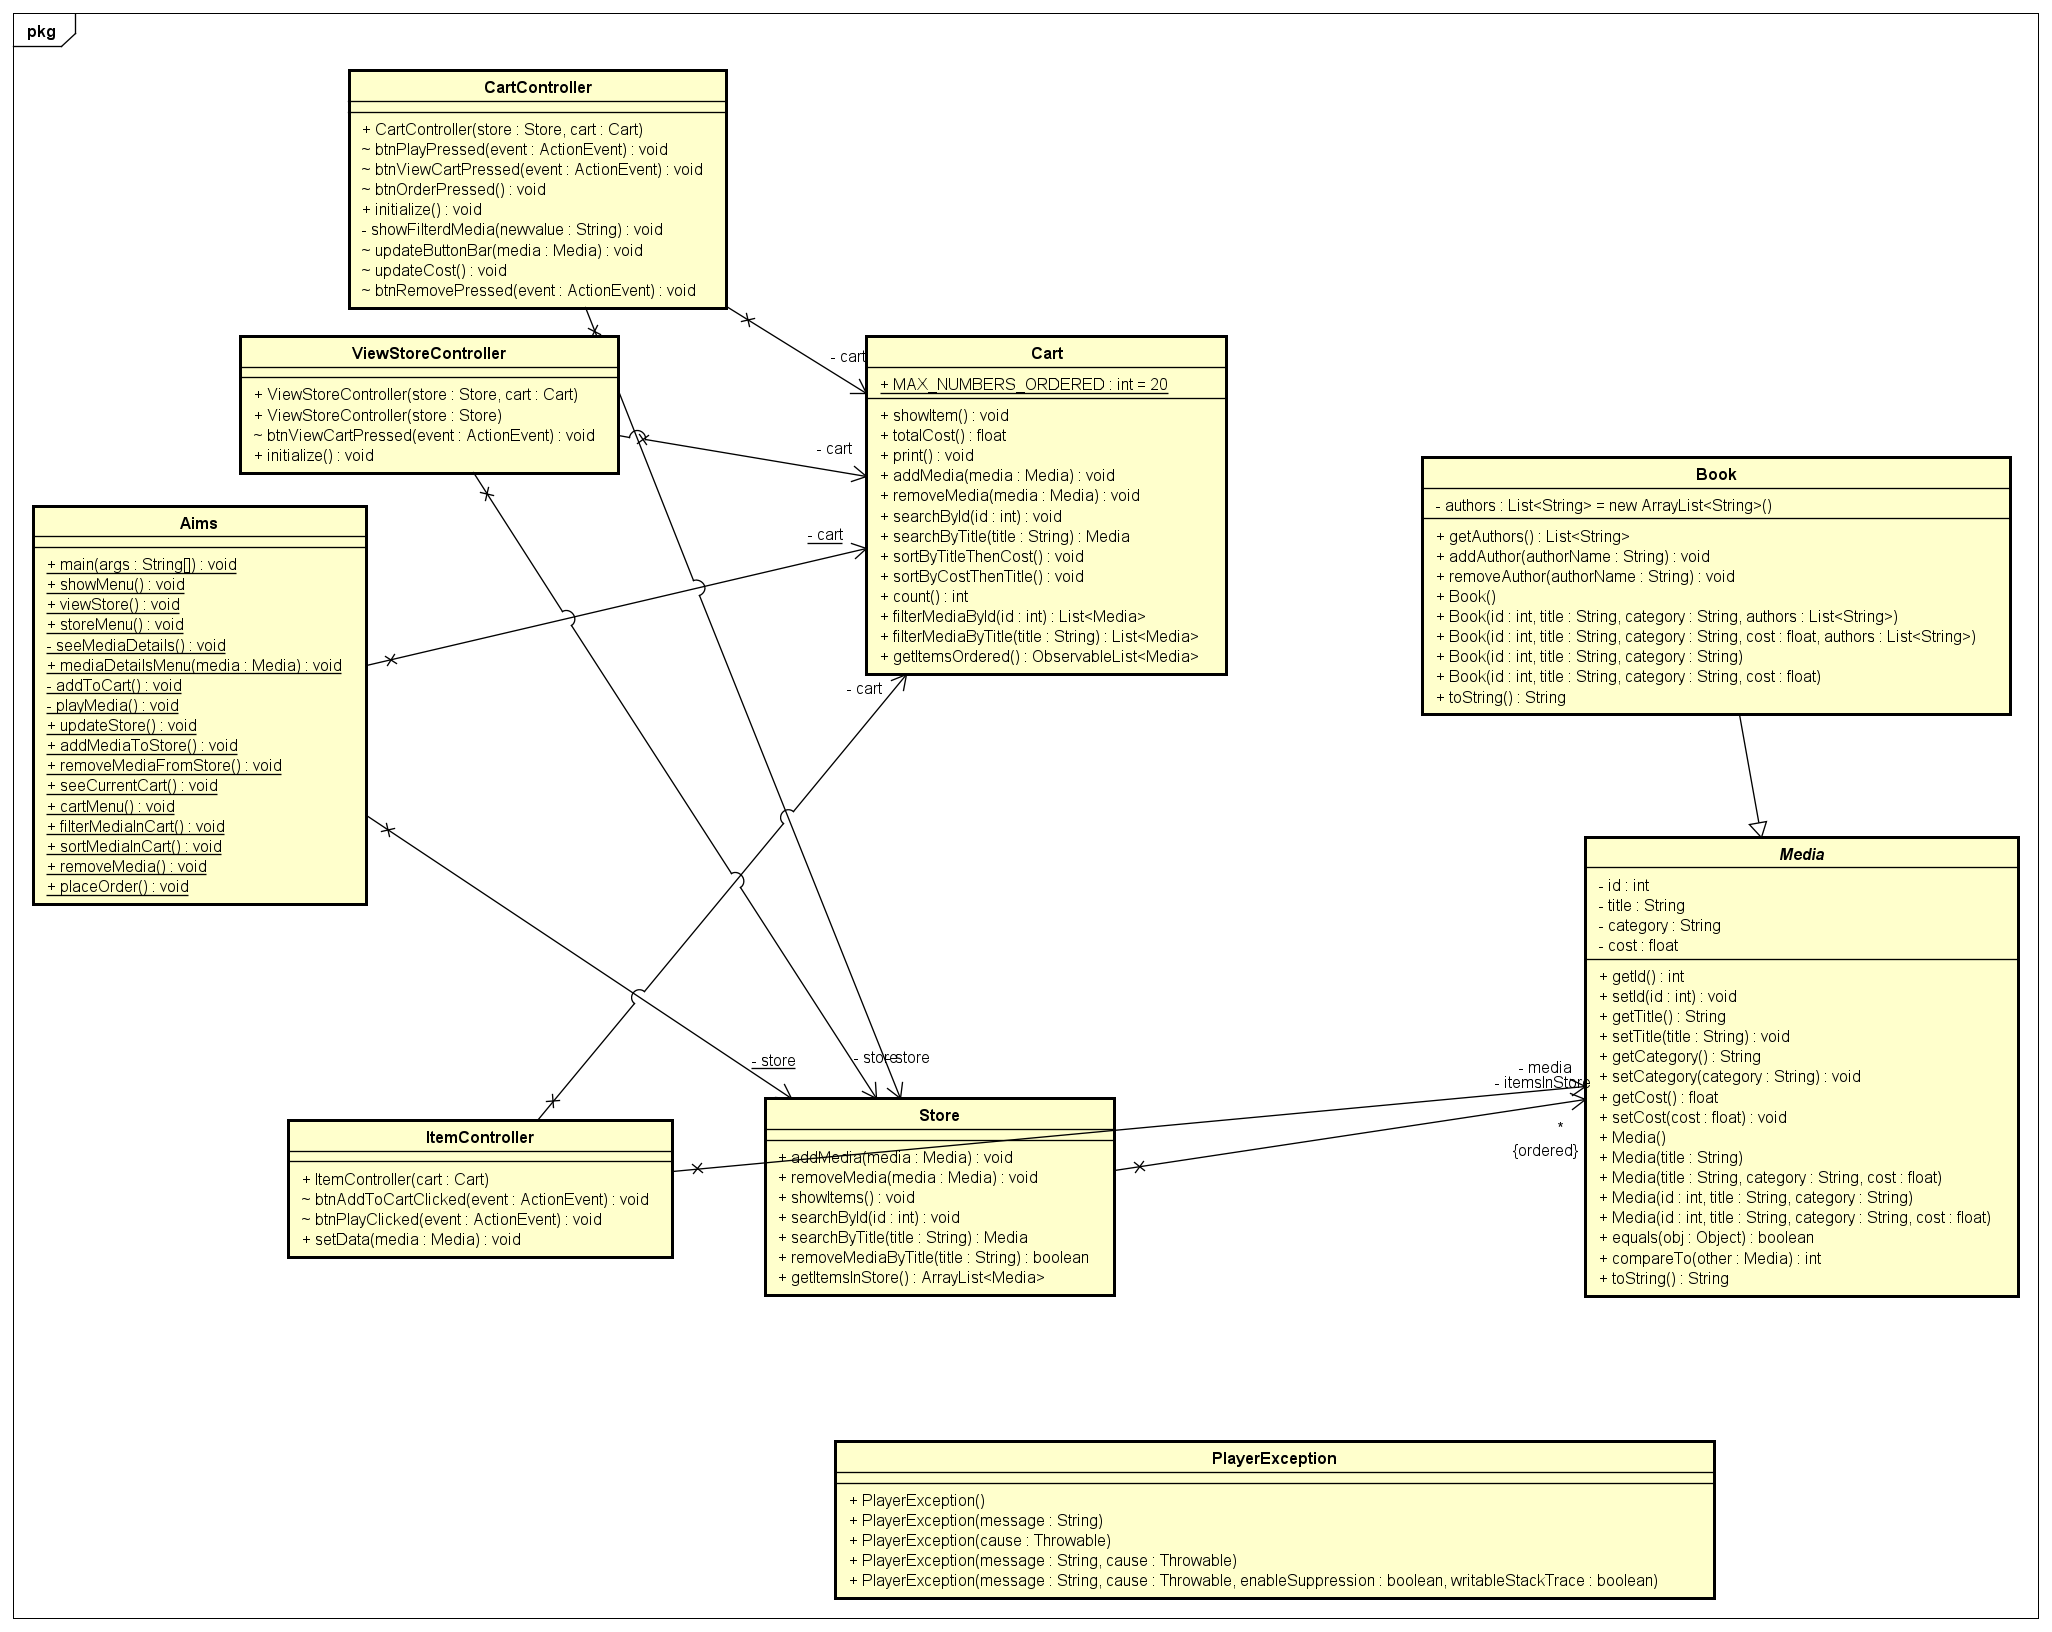 pkg
CartController
+ CartController(store : Store, cart : Cart)
~ btnPlayPressed(event : ActionEvent) : void
~ btnViewCartPressed(event : ActionEvent) : void
~ btnOrderPressed() : void
+ initialize() : void
- showFilterdMedia(newvalue : String) : void
~ updateButtonBar(media : Media) : void
~ updateCost() : void
~ btnRemovePressed(event : ActionEvent) : void
ViewStoreController
+ ViewStoreController(store : Store, cart : Cart)
+ ViewStoreController(store : Store)
~ btnViewCartPressed(event : ActionEvent) : void
+ initialize() : void
- cart
- cart
- cart
- cart
Cart
+ MAX_NUMBERS_ORDERED : int = 20
+ showItem() : void
+ totalCost() : float
+ print() : void
+ addMedia(media : Media) : void
+ removeMedia(media : Media) : void
+ searchById(id : int) : void
+ searchByTitle(title : String) : Media
+ sortByTitleThenCost() : void
+ sortByCostThenTitle() : void
+ count() : int
+ filterMediaById(id : int) : List<Media>
+ filterMediaByTitle(title : String) : List<Media>
+ getItemsOrdered() : ObservableList<Media>
Book
- authors : List<String> = new ArrayList<String>()
+ getAuthors() : List<String>
+ addAuthor(authorName : String) : void
+ removeAuthor(authorName : String) : void
+ Book()
+ Book(id : int, title : String, category : String, authors : List<String>)
+ Book(id : int, title : String, category : String, cost : float, authors : List<String>)
+ Book(id : int, title : String, category : String)
+ Book(id : int, title : String, category : String, cost : float)
+ toString() : String
Aims
+ main(args : String[]) : void
+ showMenu() : void
+ viewStore() : void
+ storeMenu() : void
- seeMediaDetails() : void
+ mediaDetailsMenu(media : Media) : void
- addToCart() : void
- playMedia() : void
+ updateStore() : void
+ addMediaToStore() : void
+ removeMediaFromStore() : void
+ seeCurrentCart() : void
+ cartMenu() : void
+ filterMediaInCart() : void
+ sortMediaInCart() : void
+ removeMedia() : void
+ placeOrder() : void
Media
- id : int
- title : String
- category : String
- cost : float
+ getId() : int
+ setId(id : int) : void
+ getTitle() : String
+ setTitle(title : String) : void
+ getCategory() : String
+ setCategory(category : String) : void
+ getCost() : float
+ setCost(cost : float) : void
+ Media()
+ Media(title : String)
+ Media(title : String, category : String, cost : float)
+ Media(id : int, title : String, category : String)
+ Media(id : int, title : String, category : String, cost : float)
+ equals(obj : Object) : boolean
+ compareTo(other : Media) : int
+ toString() : String
- store
- store
- store
- media
- itemsInStore
*
{ordered}
ItemController
+ ItemController(cart : Cart)
~ btnAddToCartClicked(event : ActionEvent) : void
~ btnPlayClicked(event : ActionEvent) : void
+ setData(media : Media) : void
Store
+ addMedia(media : Media) : void
+ removeMedia(media : Media) : void
+ showItems() : void
+ searchById(id : int) : void
+ searchByTitle(title : String) : Media
+ removeMediaByTitle(title : String) : boolean
+ getItemsInStore() : ArrayList<Media>
PlayerException
+ PlayerException()
+ PlayerException(message : String)
+ PlayerException(cause : Throwable)
+ PlayerException(message : String, cause : Throwable)
+ PlayerException(message : String, cause : Throwable, enableSuppression : boolean, writableStackTrace : boolean)